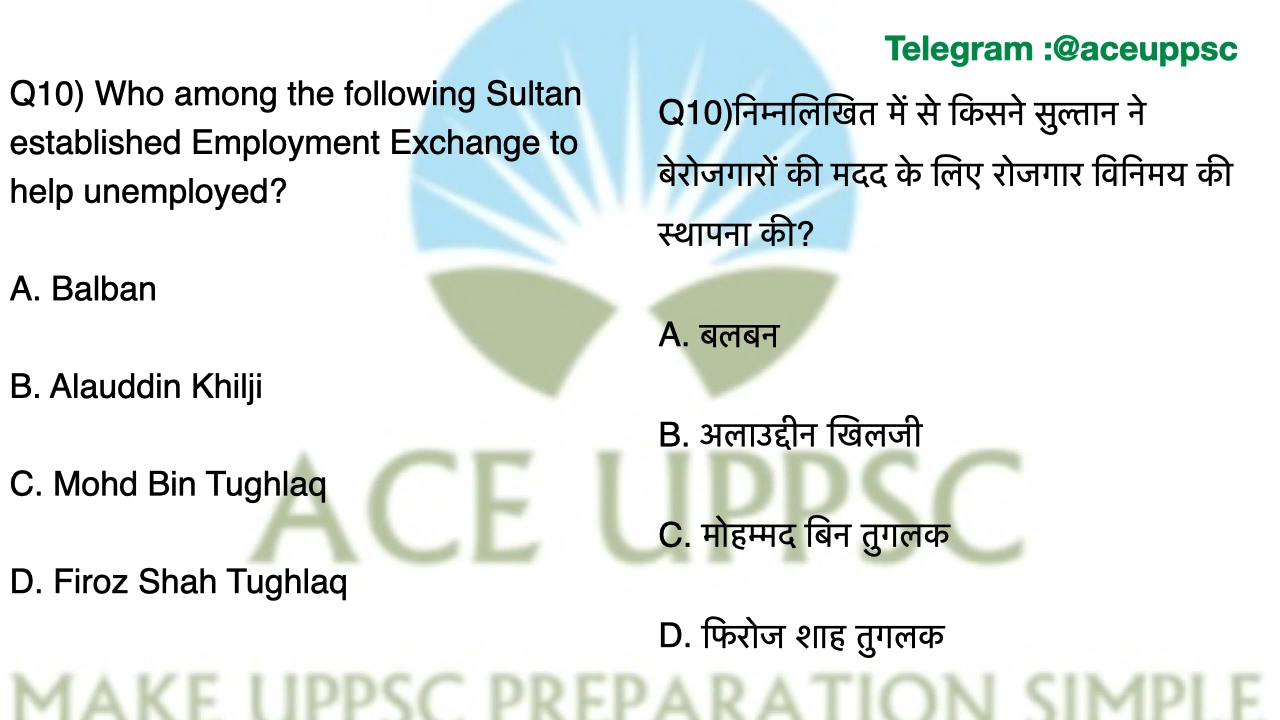 Telegram :@aceuppsc
Q10) Who among the following Sultan
established Employment Exchange to
help unemployed?
A. Balban
B. Alauddin Khilji
C. Mohd Bin Tughlaq
D. Firoz Shah Tughlaq
Q10)निम्नलिखित में से किसने सुल्तान ने
बेरोजगारों की मदद के लिए रोजगार विनिमय की
स्थापना की?
A. बलबन
B. अलाउद्दीन खिलजी
C. मोहम्मद बिन तुगलक
D. फिरोज शाह तुगलक
ACE UPPSC
MAKE UPPSC PREPARATION SIMPLE